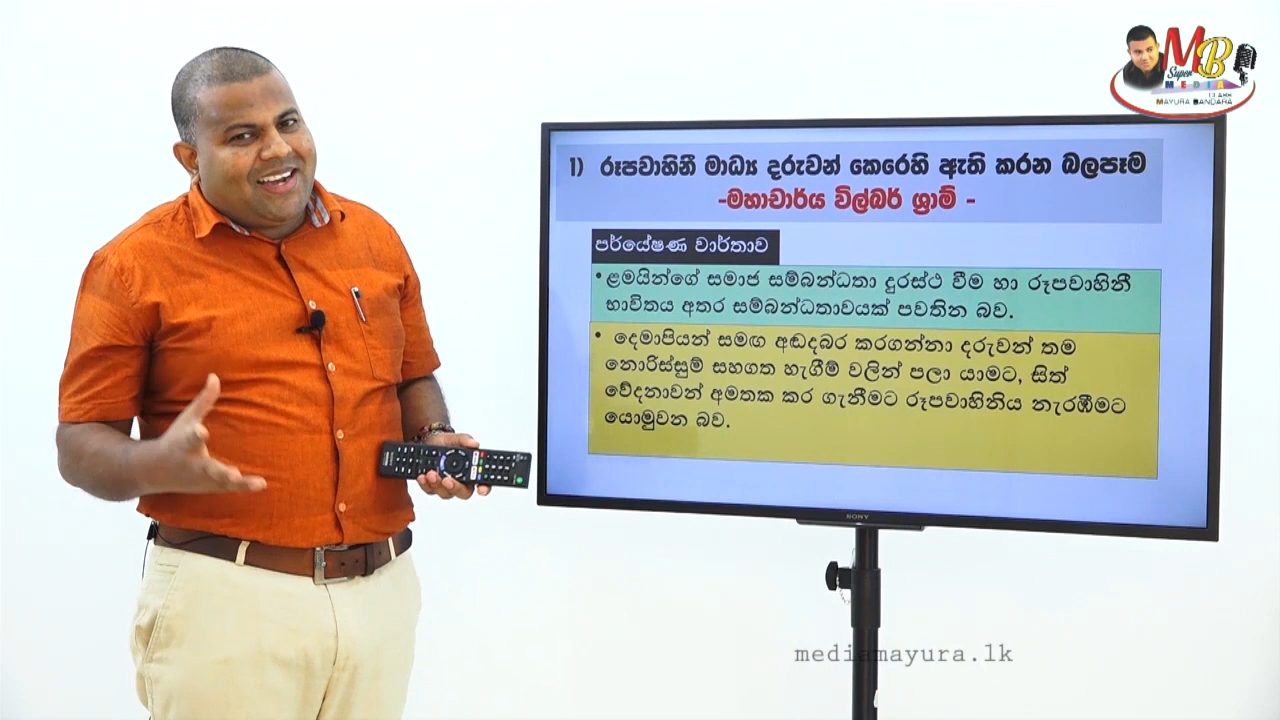 MB
Super
MEDIA
CLASS
MAYURA BANDARA
1) රූපවාහිනී මාධ්‍ය දරුවන් කෙරෙහි ඇති කරන බලපෑම
-මහාචාර්ය විල්බර් ශ්‍රාම් -
පර්යේෂණ වාර්තාව
• ළමයින්ගේ සමාජ සම්බන්ධතා දුරස්ථ වීම හා රූපවාහිනී
භාවිතය අතර සම්බන්ධතාවයක් පවතින බව.
• දෙමාපියන් සමඟ අඬදබර කරගන්නා දරුවන් තම
නොරිස්සුම් සහගත හැගීම් වලින් පලා යාමට, සිත්
වේදනාවන් අමතක කර ගැනීමට රූපවාහිනිය නැරඹීමට
යොමුවන බව.
SONY
mediamayura.lk